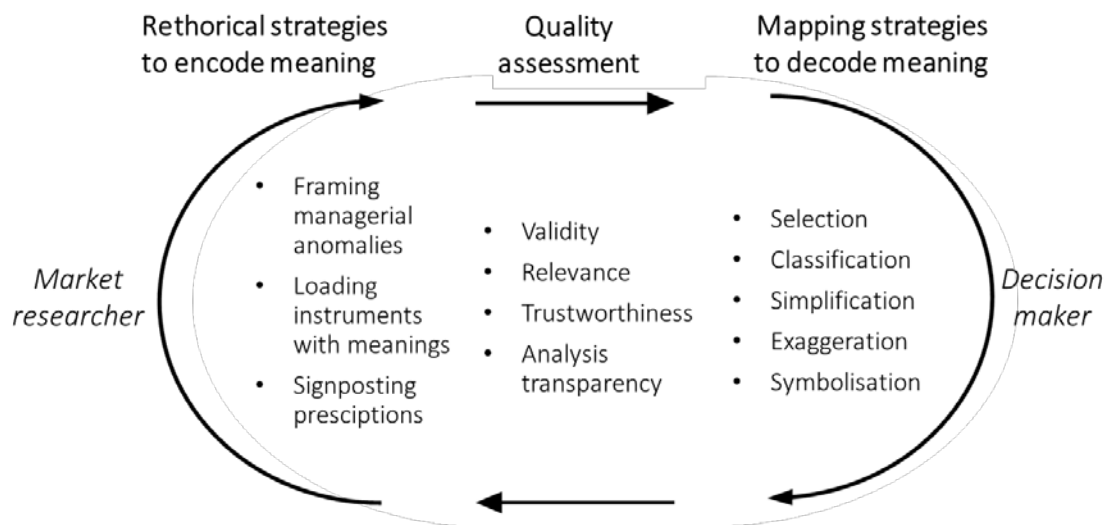 Rethorical strategies
to encode meaning
Quality
assessment
Mapping strategies
to decode meaning
Market
researcher
• Framing
managerial
anomalies
• Loading
instruments
with meanings
• Signposting
presciptions
• Validity
• Relevance
• Trustworthiness
• Analysis
transparency
• Selection
• Classification
• Simplification
• Exaggeration
• Symbolisation
Decision
maker